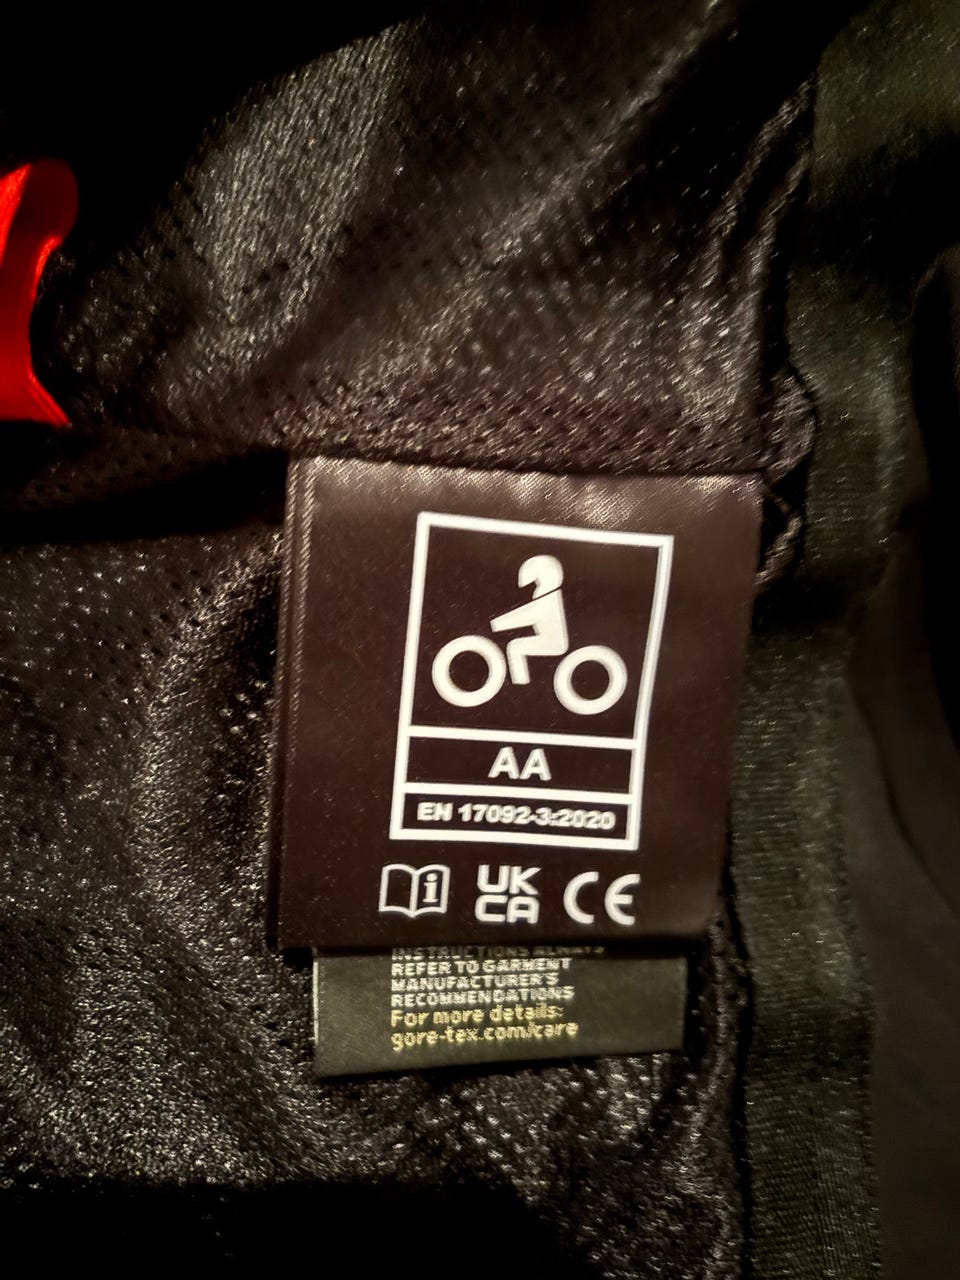 AA
EN 17092-3:2020
i
UK
CA
CE
INSTRUCTIONS ALWAYS
REFER TO GARMENT
MANUFACTURER'S
RECOMMENDATIONS
For more details:
gore-tex.com/care